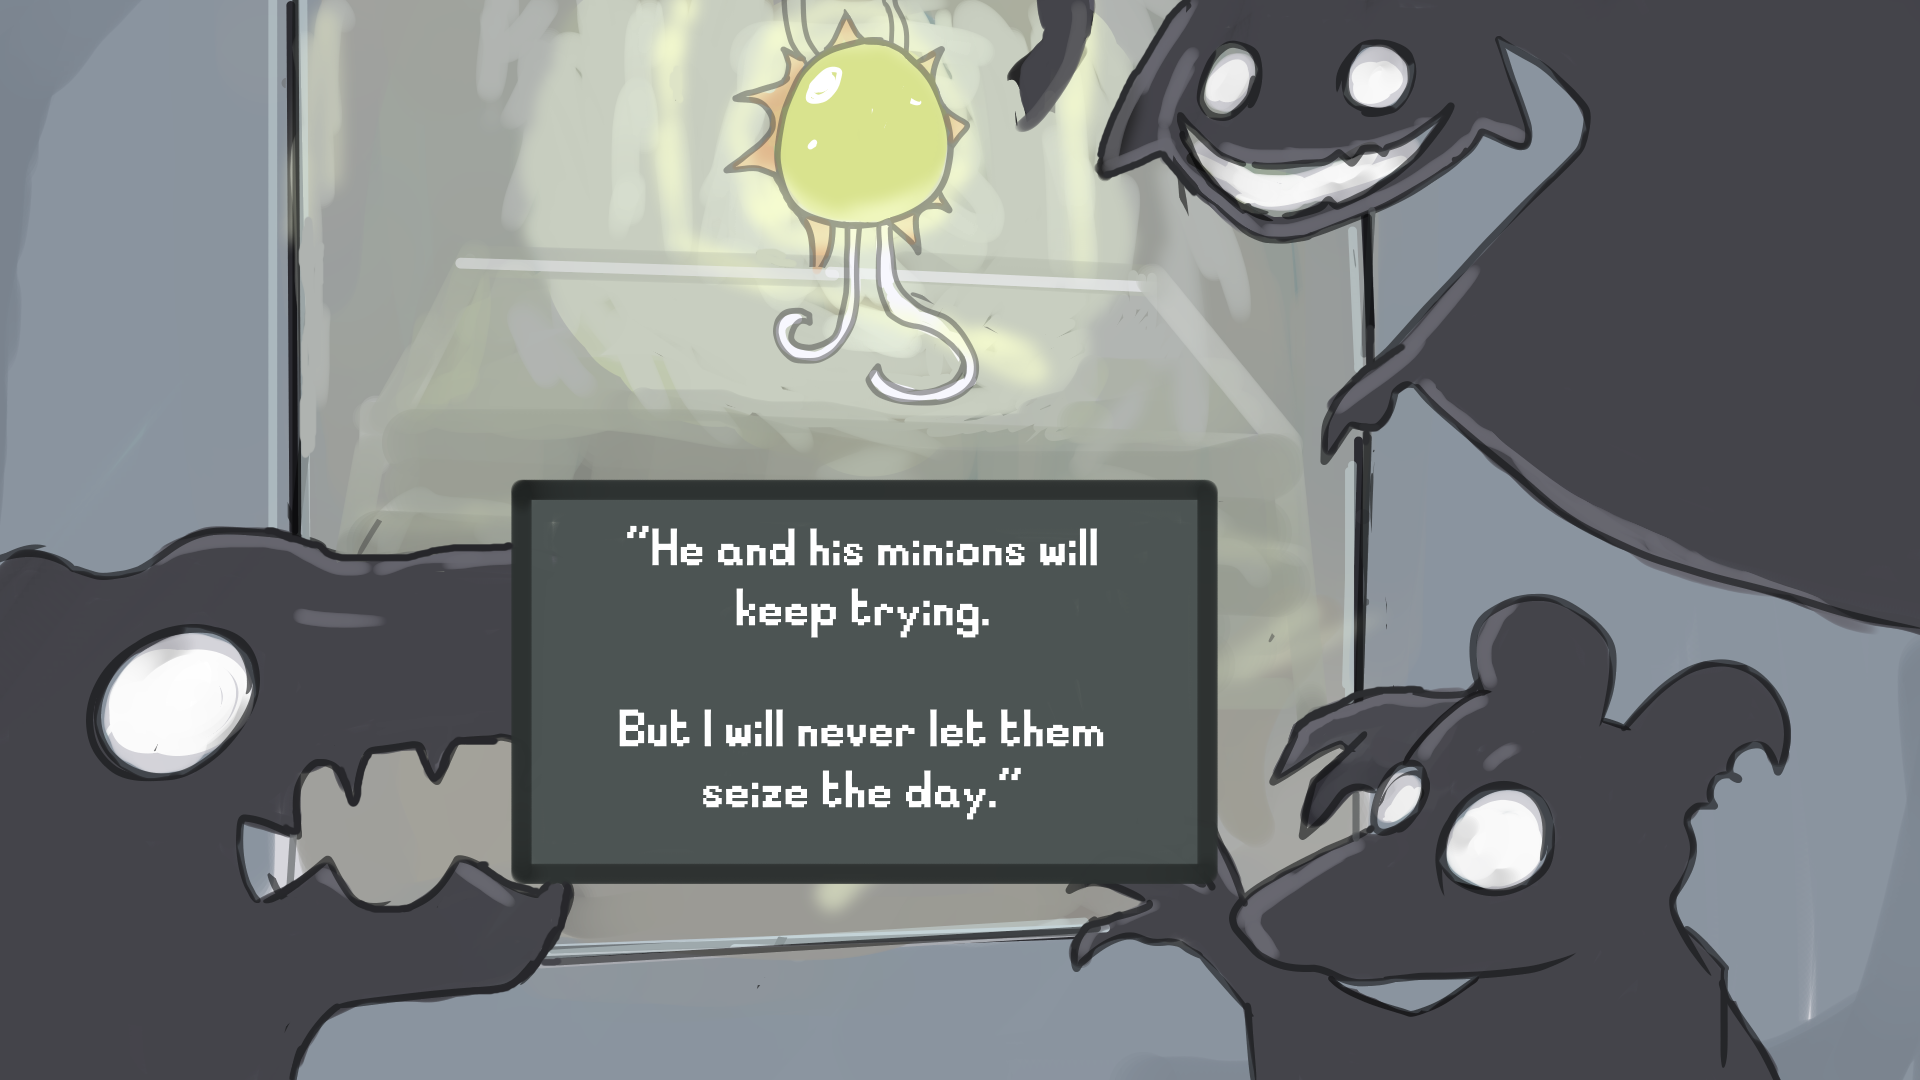 “He and his minions will
keep trying.
But I will never let them
seize the day.”